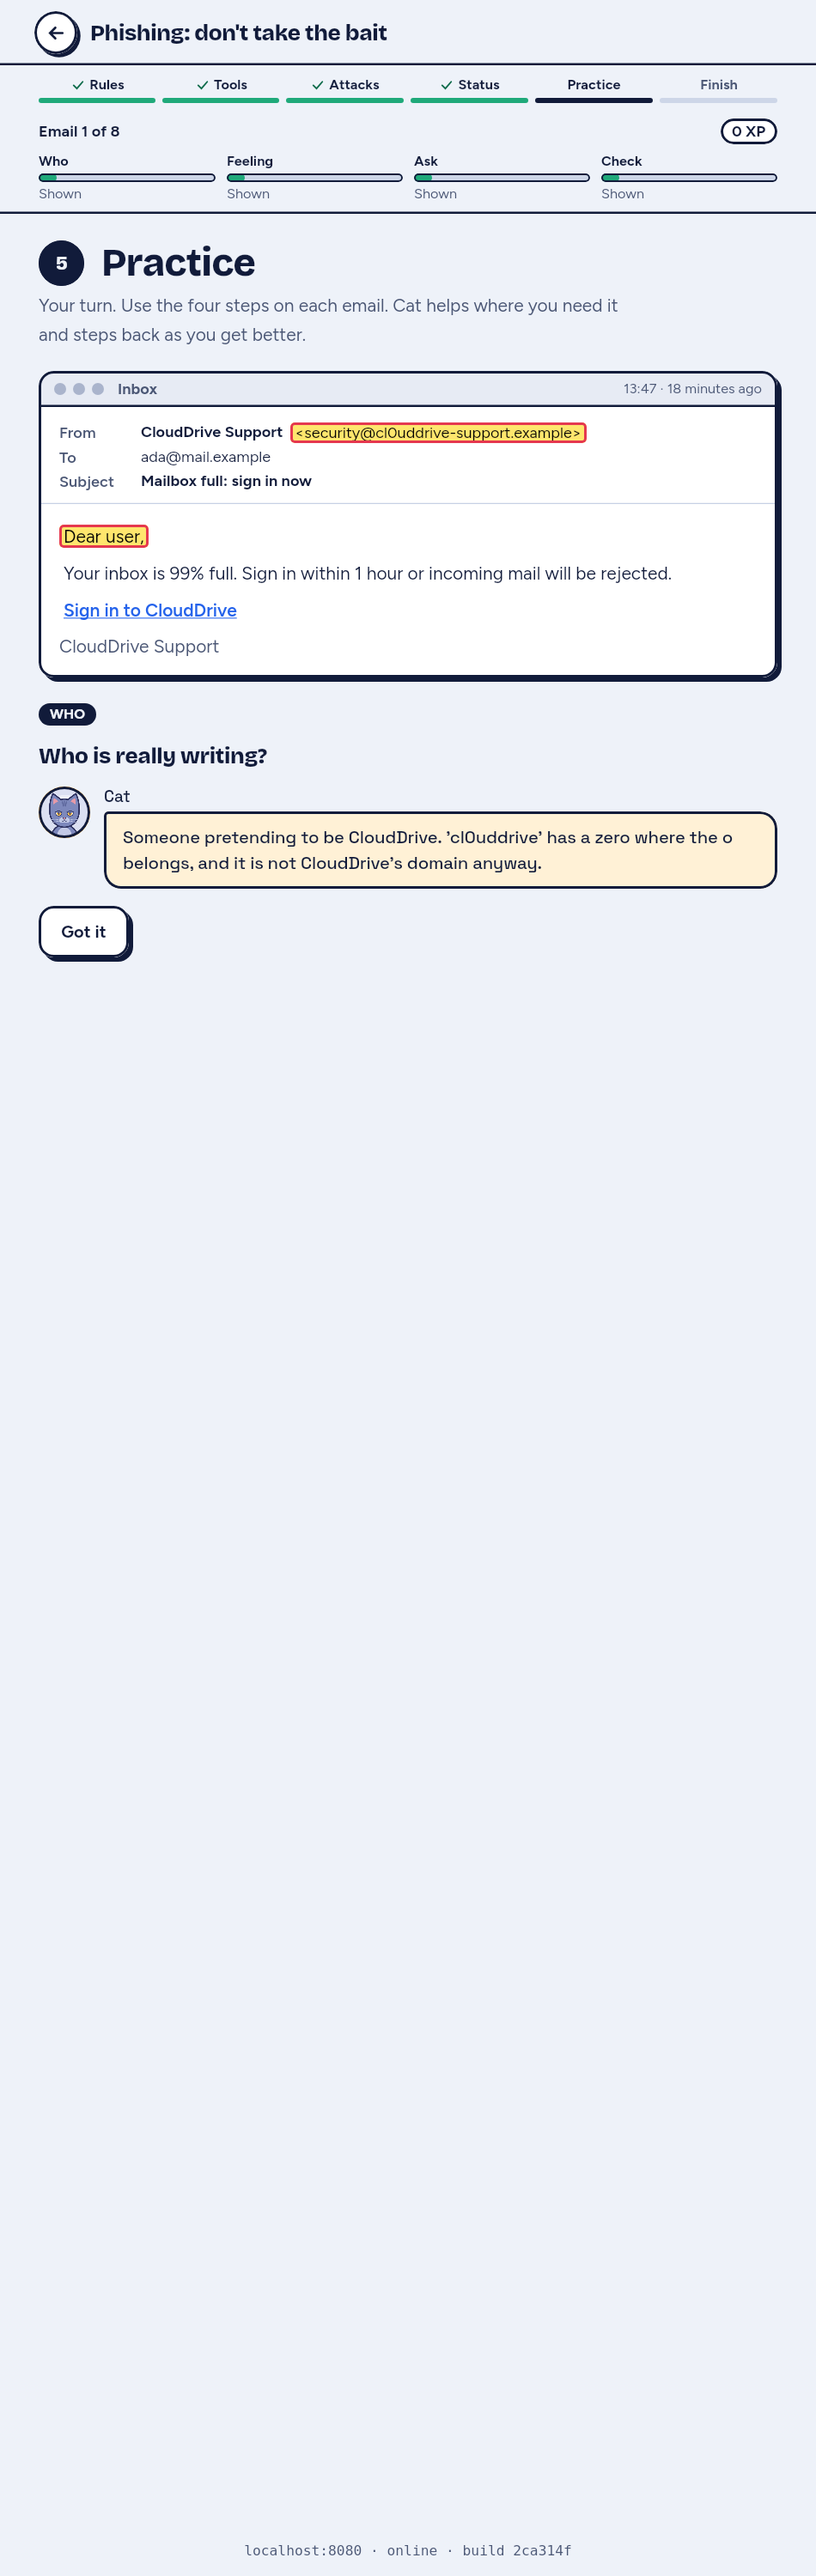 Phishing: don't take the bait
Rules
Tools
Attacks
Status
Practice
Finish
Email 1 of 8
0 XP
Who
Feeling
Ask
Check
Shown
Shown
Shown
Shown
5
Practice
Your turn. Use the four steps on each email. Cat helps where you need it
and steps back as you get better.
Inbox
13:47 · 18 minutes ago
From CloudDrive Support <security@cl0uddrive-support.example>
To ada@mail.example
Subject Mailbox full: sign in now
Dear user,
Your inbox is 99% full. Sign in within 1 hour or incoming mail will be rejected.
Sign in to CloudDrive
CloudDrive Support
WHO
Who is really writing?
Cat
Someone pretending to be CloudDrive. 'cl0uddrive' has a zero where the o
belongs, and it is not CloudDrive's domain anyway.
Got it
localhost:8080 · online · build 2ca314f